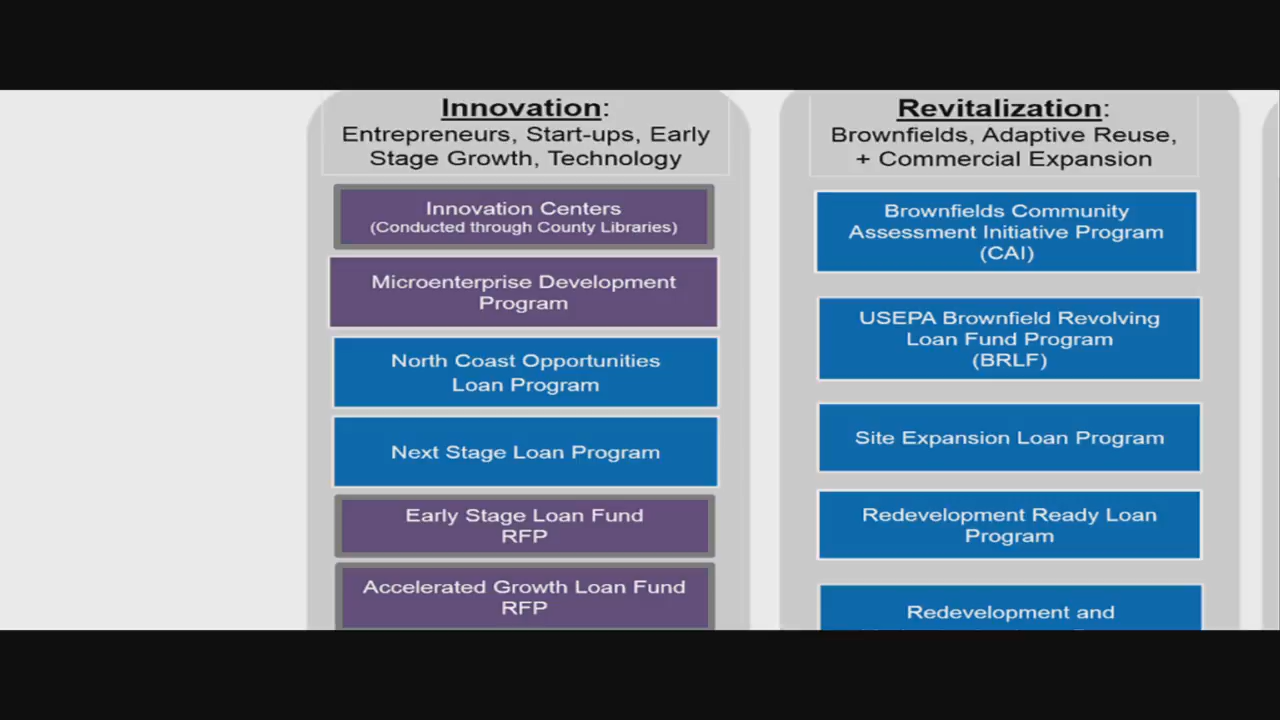 Innovation:
Entrepreneurs, Start-ups, Early
Stage Growth, Technology
Innovation Centers
(Conducted through County Libraries)
Microenterprise Development
Program
North Coast Opportunities
Loan Program
Next Stage Loan Program
Early Stage Loan Fund
RFP
Accelerated Growth Loan Fund
RFP
Revitalization:
Brownfields, Adaptive Reuse,
+ Commercial Expansion
Brownfields Community
Assessment Initiative Program
(CAI)
USEPA Brownfield Revolving
Loan Fund Program
(BRLF)
Site Expansion Loan Program
Redevelopment Ready Loan
Program
Redevelopment and